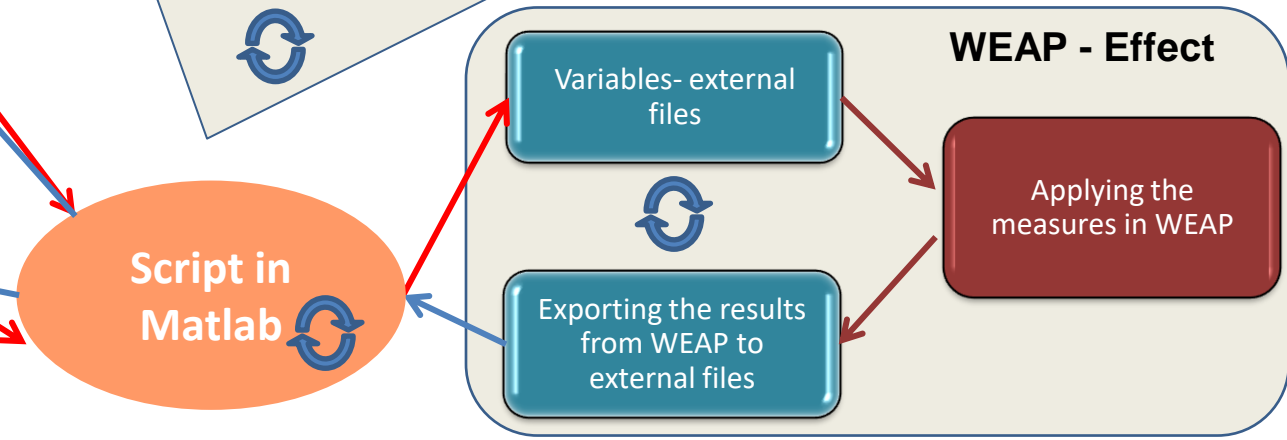 WEAP - Effect
Variables- external
files
Applying the
measures in WEAP
Script in
Matlab
Exporting the results
from WEAP to
external files